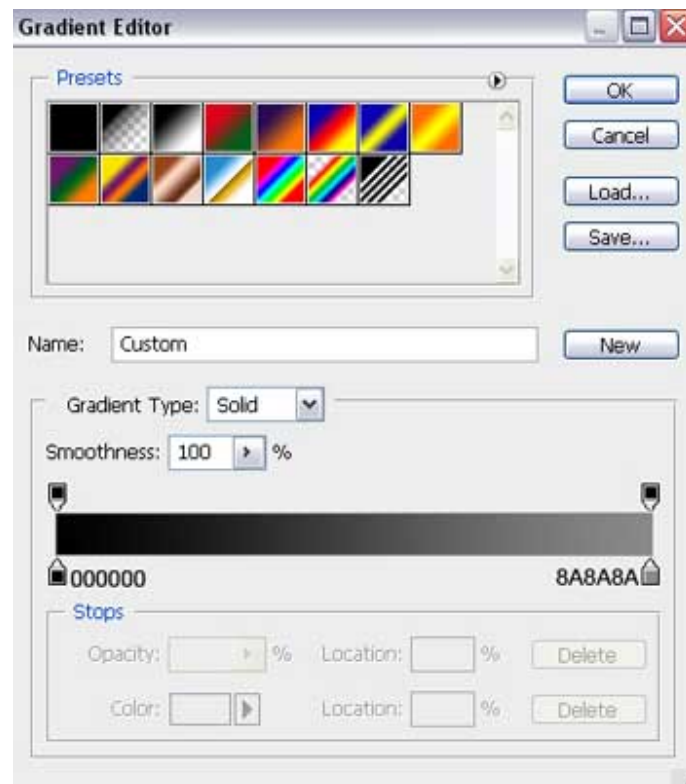 Gradient Editor
Presets
OK
Cancel
Load...
Save...
Name: Custom
New
Gradient Type: Solid
Smoothness: 100 %
000000 8A8A8A
Stops
Opacity: % Location: % Delete
Color: Location: % Delete